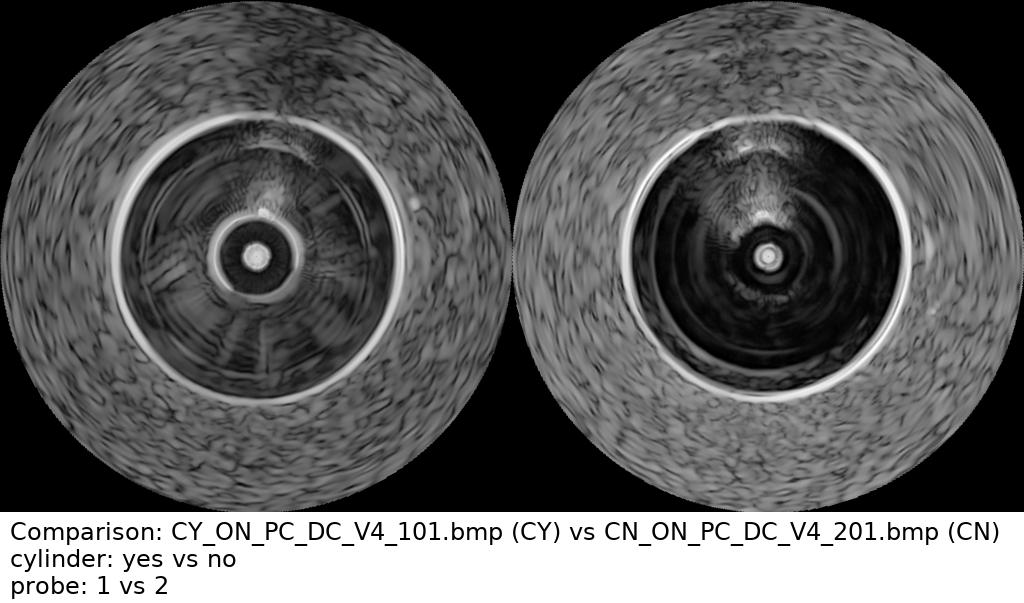 Comparison: CY_ON_PC_DC_V4_101.bmp (CY) vs CN_ON_PC_DC_V4_201.bmp (CN)
cylinder: yes vs no
probe: 1 vs 2